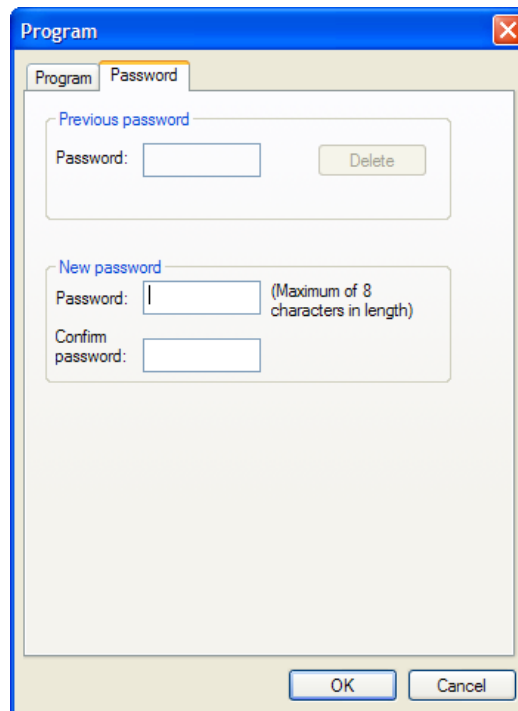 Program
Program
Password
Previous password
Password:
Delete
New password
Password:
(Maximum of 8
characters in length)
Confirm
password:
OK
Cancel